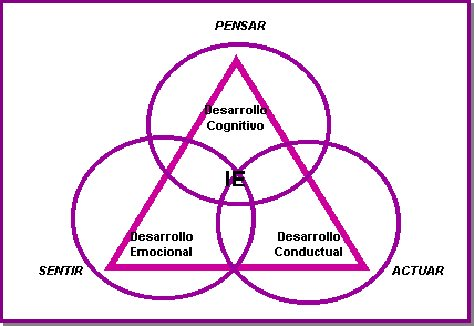 PENSAR
Desarrollo
Cognitivo
IE
Desarrollo
Emocional
Desarrollo
Conductual
SENTIR
ACTUAR